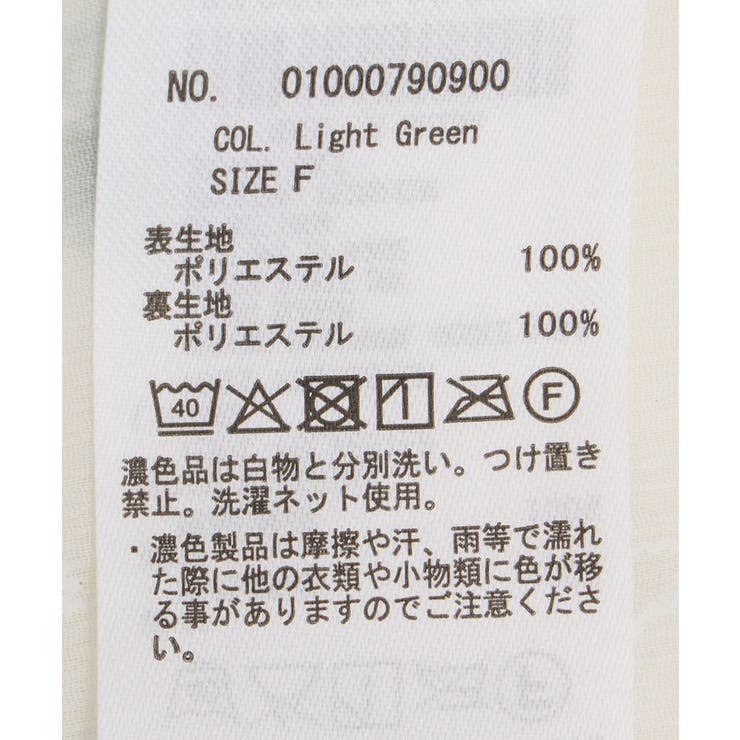 NO. 01000790900
COL. Light Green
SIZE F
表生地
ポリエステル 100%
裏生地
ポリエステル 100%
40 F
濃色品は白物と分別洗い。つけ置き
禁止。洗濯ネット使用。
・濃色製品は摩擦や汗、雨等で濡れ
た際に他の衣類や小物類に色が移
る事がありますのでご注意くださ
い。